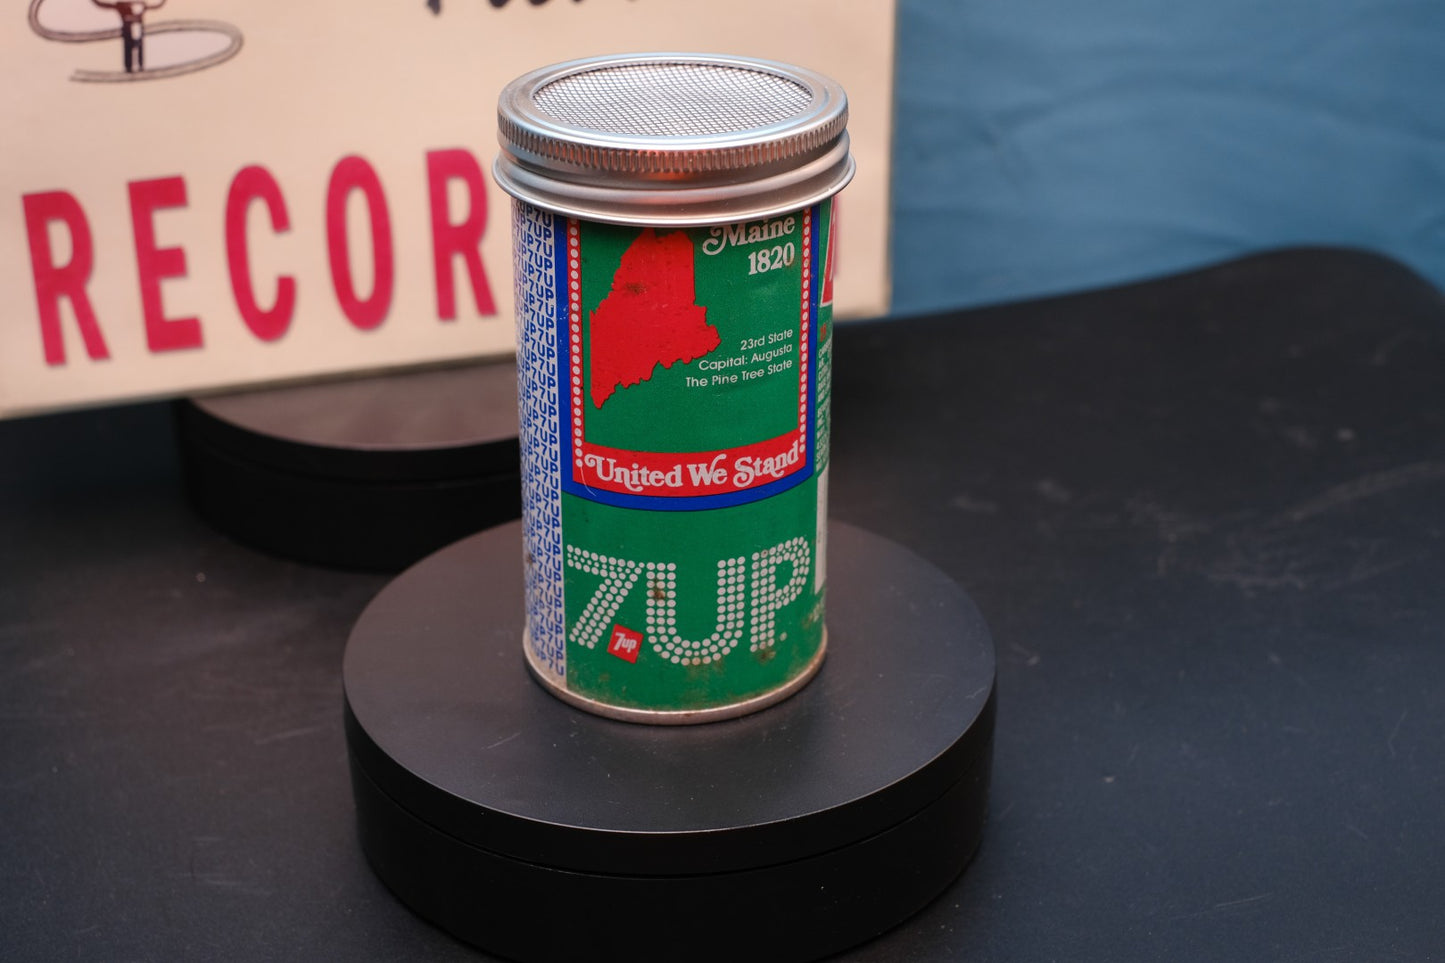 RECOR
Maine
1820
23rd State
Capital: Augusta
The Pine Tree State
United We Stand
7UP
7up